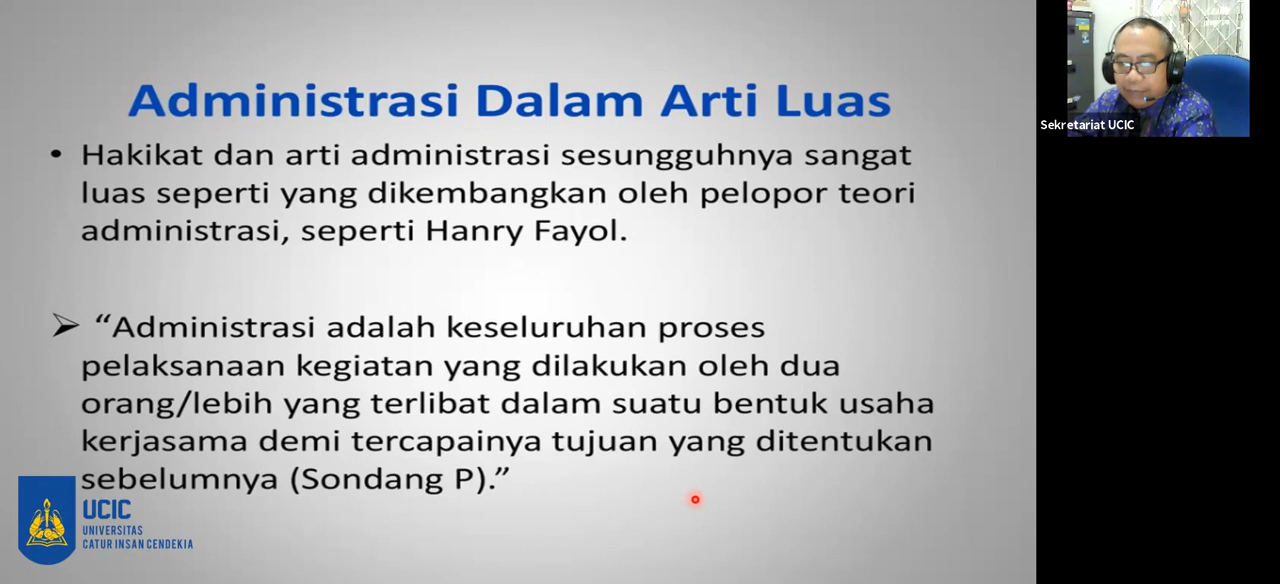 Administrasi Dalam Arti Luas
• Hakikat dan arti administrasi sesungguhnya sangat
luas seperti yang dikembangkan oleh pelopor teori
administrasi, seperti Hanry Fayol.
➢ “Administrasi adalah keseluruhan proses
pelaksanaan kegiatan yang dilakukan oleh dua
orang/lebih yang terlibat dalam suatu bentuk usaha
kerjasama demi tercapainya tujuan yang ditentukan
sebelumnya (Sondang P).”
UCIC
UNIVERSITAS
CATUR INSAN CENDEKIA
Sekretariat UCIC